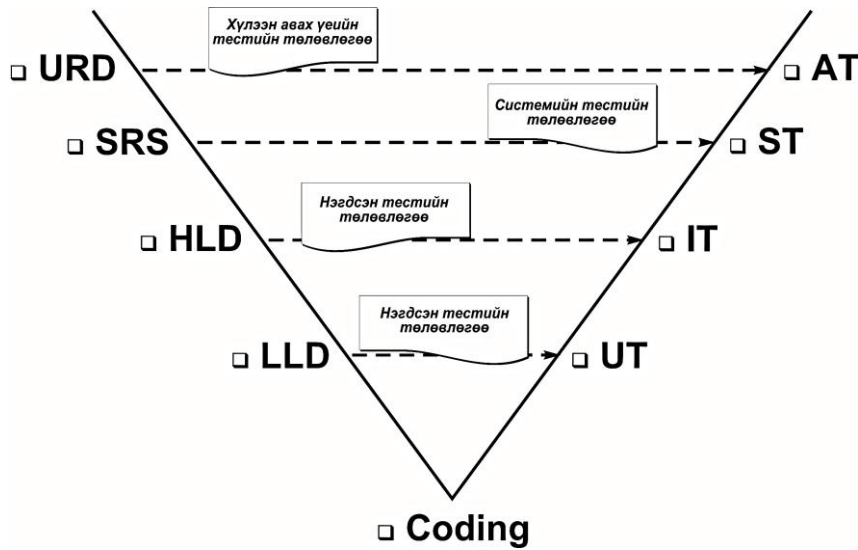 Хүлээн авах үеийн
тестийн төлөвлөгөө
❑ URD
❑ AT
Системийн тестийн
төлөвлөгөө
❑ SRS
❑ ST
Нэгдсэн тестийн
төлөвлөгөө
❑ HLD
❑ IT
Нэгдсэн тестийн
төлөвлөгөө
❑ LLD
❑ UT
❑ Coding